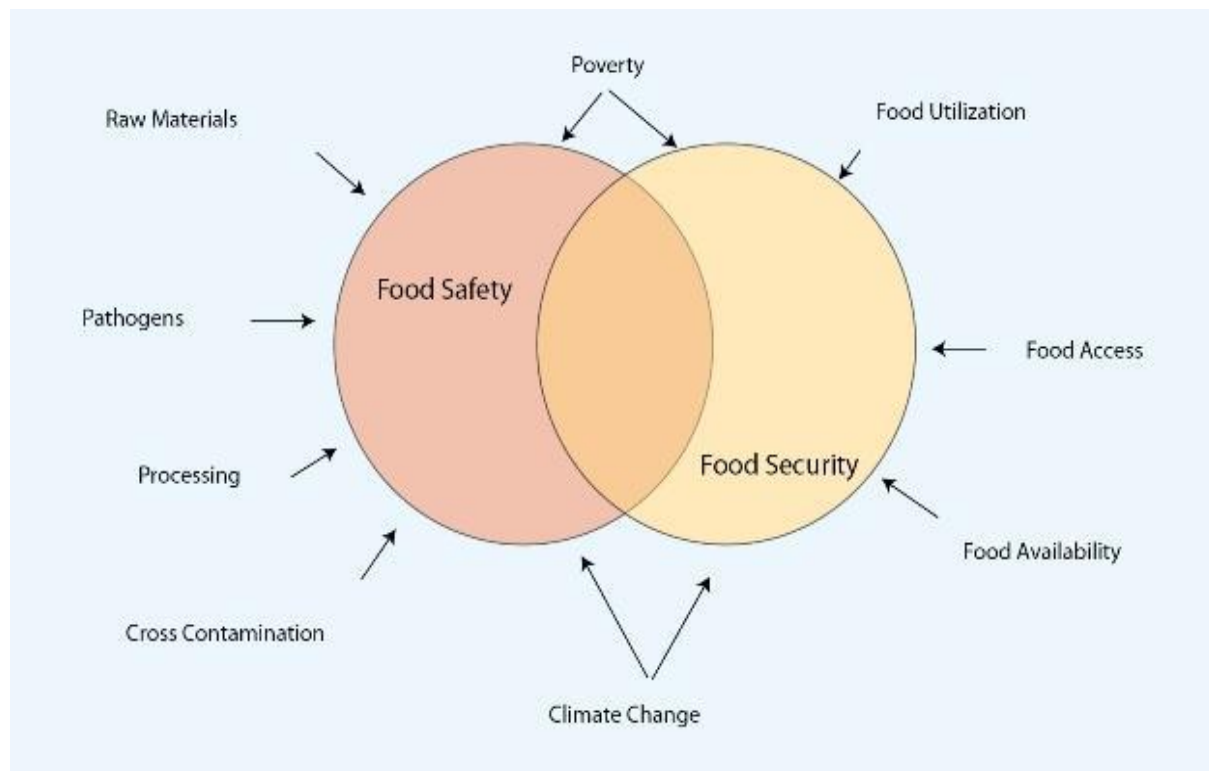 Poverty
Raw Materials
Food Utilization
Food Safety
Pathogens
Food Access
Food Security
Processing
Food Availability
Cross Contamination
Climate Change